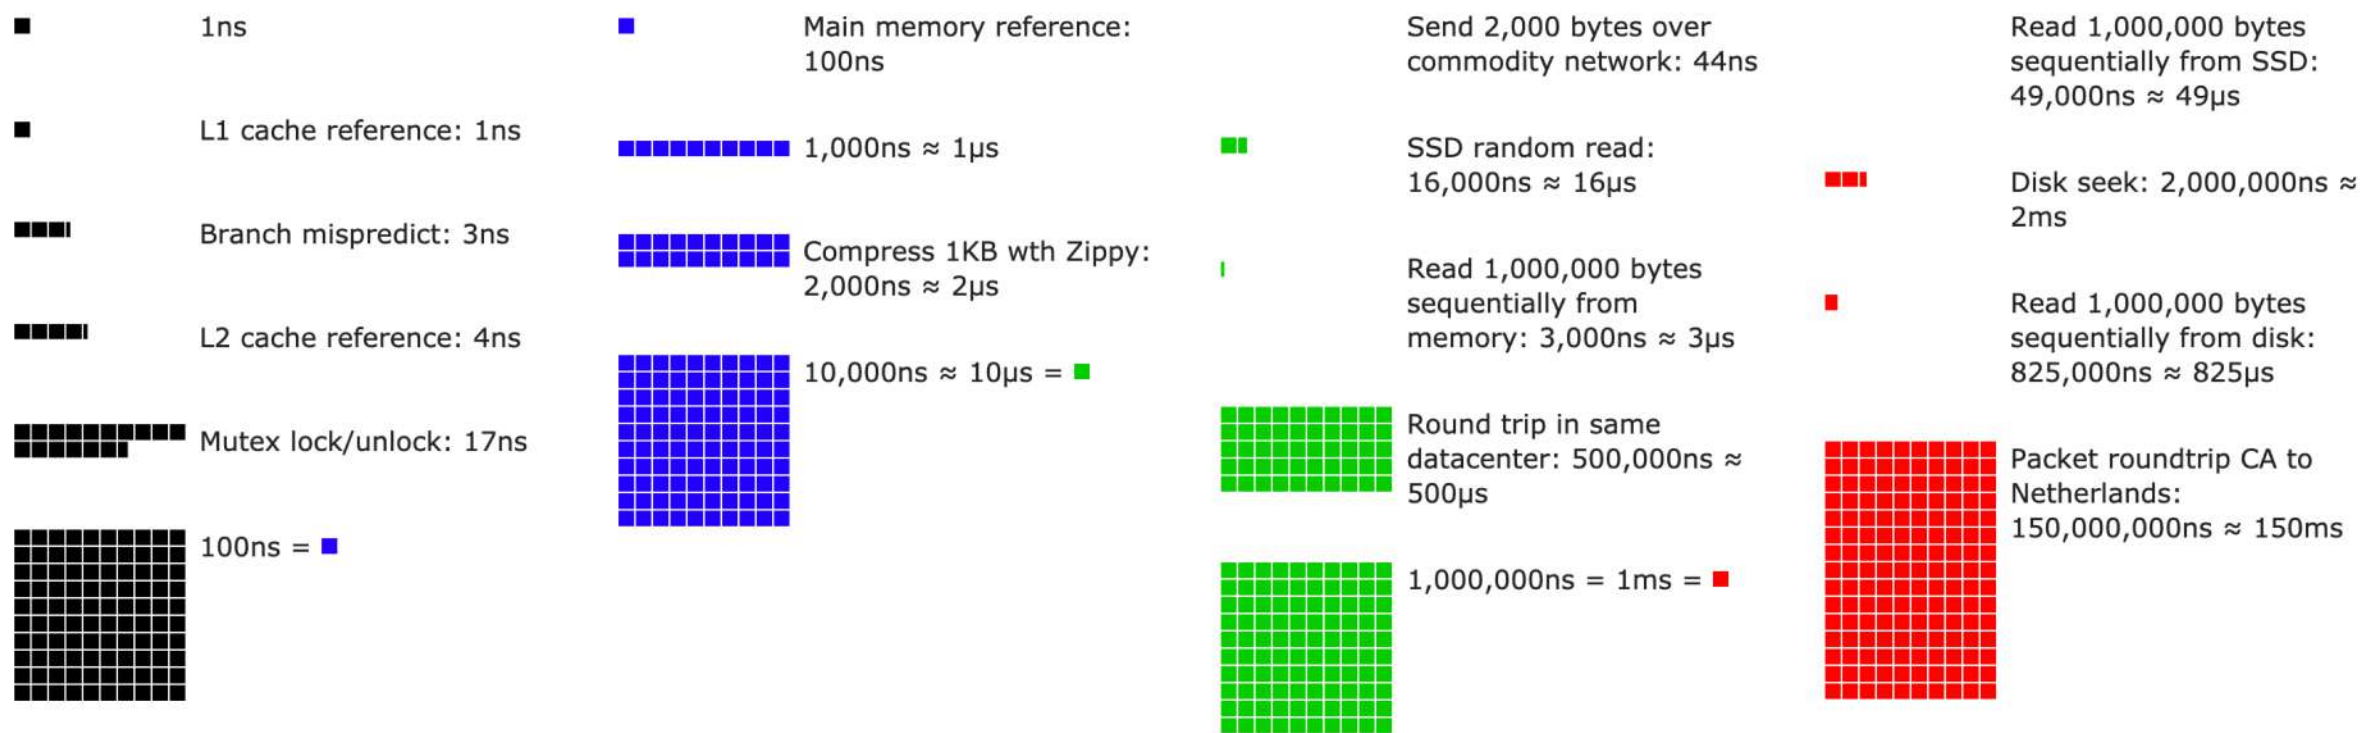 1ns
L1 cache reference: 1ns
Branch mispredict: 3ns
L2 cache reference: 4ns
Mutex lock/unlock: 17ns
100ns =
Main memory reference:
100ns
1,000ns ≈ 1μs
Compress 1KB wth Zippy:
2,000ns ≈ 2μs
10,000ns ≈ 10μs =
Send 2,000 bytes over
commodity network: 44ns
SSD random read:
16,000ns ≈ 16μs
Read 1,000,000 bytes
sequentially from
memory: 3,000ns ≈ 3μs
Round trip in same
datacenter: 500,000ns ≈
500μs
1,000,000ns = 1ms =
Read 1,000,000 bytes
sequentially from SSD:
49,000ns ≈ 49μs
Disk seek: 2,000,000ns ≈
2ms
Read 1,000,000 bytes
sequentially from disk:
825,000ns ≈ 825μs
Packet roundtrip CA to
Netherlands:
150,000,000ns ≈ 150ms